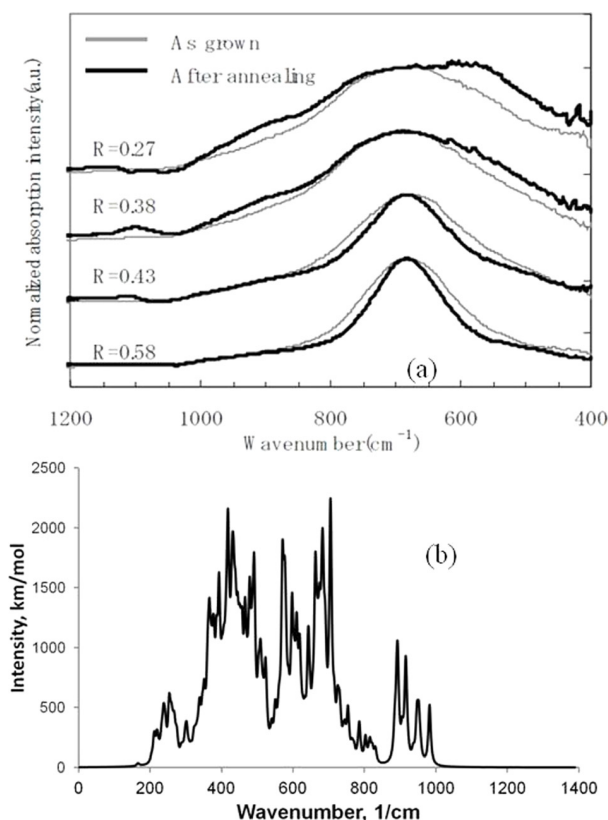 As grown
After annealing
R=0.27
R=0.38
R=0.43
R=0.58
Normalized absorption intensity(a.u.)
(a)
1200 1000 800 600 400
Wavenumber(cm-1)
2500
2000
1500
1000
500
0
Intensity, km/mol
(b)
0 200 400 600 800 1000 1200 1400
Wavenumber, 1/cm